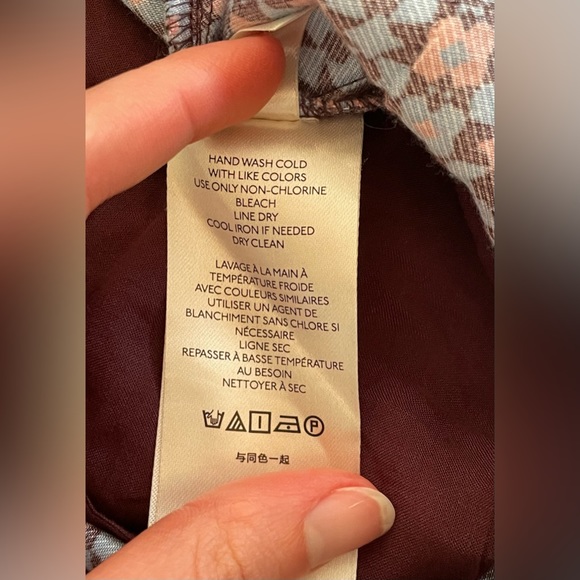 HAND WASH COLD
WITH LIKE COLORS
USE ONLY NON-CHLORINE
BLEACH
LINE DRY
COOL IRON IF NEEDED
DRY CLEAN
LAVAGE À LA MAIN À
TEMPÉRATURE FROIDE
AVEC COULEURS SIMILAIRES
UTILISER UN AGENT DE
BLANCHIMENT SANS CHLORE SI
NÉCESSAIRE
LIGNE SEC
REPASSER À BASSE TEMPÉRATURE
AU BESOIN
NETTOYER À SEC
P
与同色一起